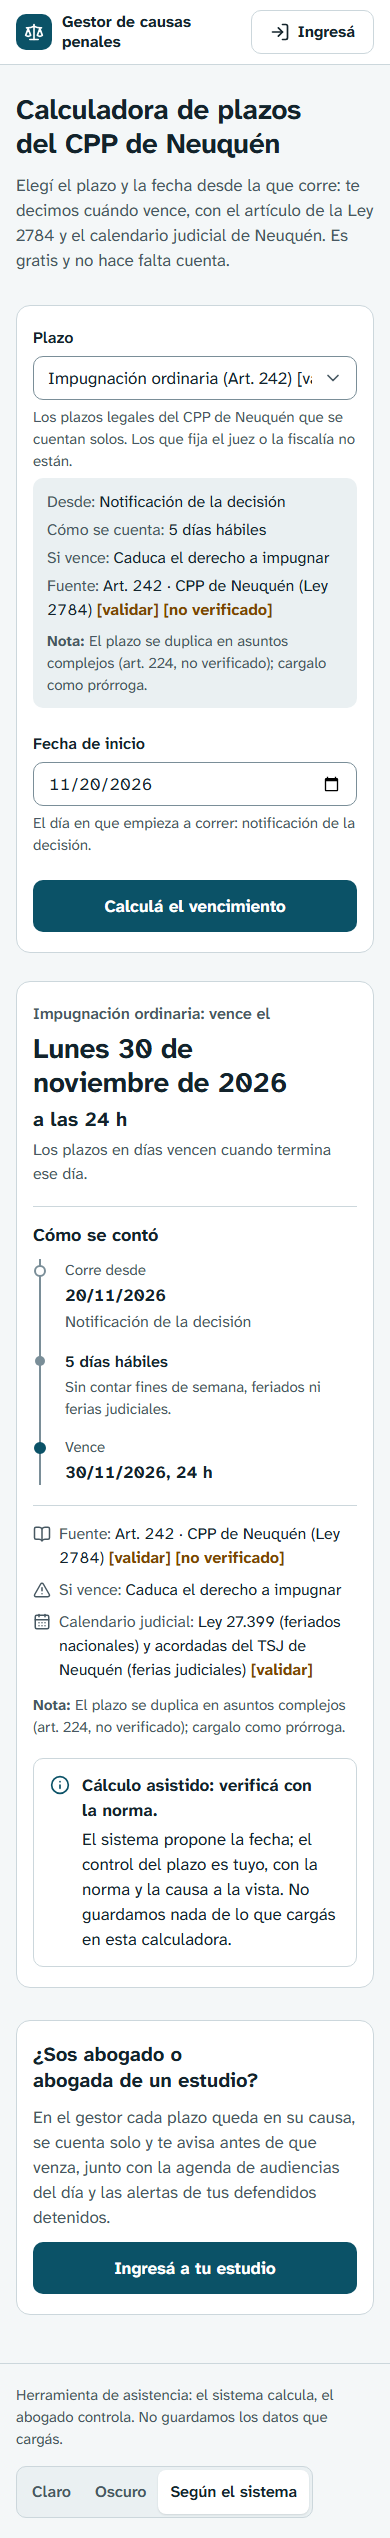 Gestor de causas
penales
Ingresá
Calculadora de plazos
del CPP de Neuquén
Elegí el plazo y la fecha desde la que corre: te
decimos cuándo vence, con el artículo de la Ley
2784 y el calendario judicial de Neuquén. Es
gratis y no hace falta cuenta.
Plazo
Impugnación ordinaria (Art. 242) [va
Los plazos legales del CPP de Neuquén que se
cuentan solos. Los que fija el juez o la fiscalía no
están.
Desde: Notificación de la decisión
Cómo se cuenta: 5 días hábiles
Si vence: Caduca el derecho a impugnar
Fuente: Art. 242 · CPP de Neuquén (Ley
2784) [validar] [no verificado]
Nota: El plazo se duplica en asuntos
complejos (art. 224, no verificado); cargalo
como prórroga.
Fecha de inicio
11/20/2026
El día en que empieza a correr: notificación de la
decisión.
Calculá el vencimiento
Impugnación ordinaria: vence el
Lunes 30 de
noviembre de 2026
a las 24 h
Los plazos en días vencen cuando termina
ese día.
Cómo se contó
Corre desde
20/11/2026
Notificación de la decisión
5 días hábiles
Sin contar fines de semana, feriados ni
ferias judiciales.
Vence
30/11/2026, 24 h
Fuente: Art. 242 · CPP de Neuquén (Ley
2784) [validar] [no verificado]
Si vence: Caduca el derecho a impugnar
Calendario judicial: Ley 27.399 (feriados
nacionales) y acordadas del TSJ de
Neuquén (ferias judiciales) [validar]
Nota: El plazo se duplica en asuntos complejos
(art. 224, no verificado); cargalo como prórroga.
Cálculo asistido: verificá con
la norma.
El sistema propone la fecha; el
control del plazo es tuyo, con la
norma y la causa a la vista. No
guardamos nada de lo que cargás
en esta calculadora.
¿Sos abogado o
abogada de un estudio?
En el gestor cada plazo queda en su causa,
se cuenta solo y te avisa antes de que
venza, junto con la agenda de audiencias
del día y las alertas de tus defendidos
detenidos.
Ingresá a tu estudio
Herramienta de asistencia: el sistema calcula, el
abogado controla. No guardamos los datos que
cargás.
Claro
Oscuro
Según el sistema